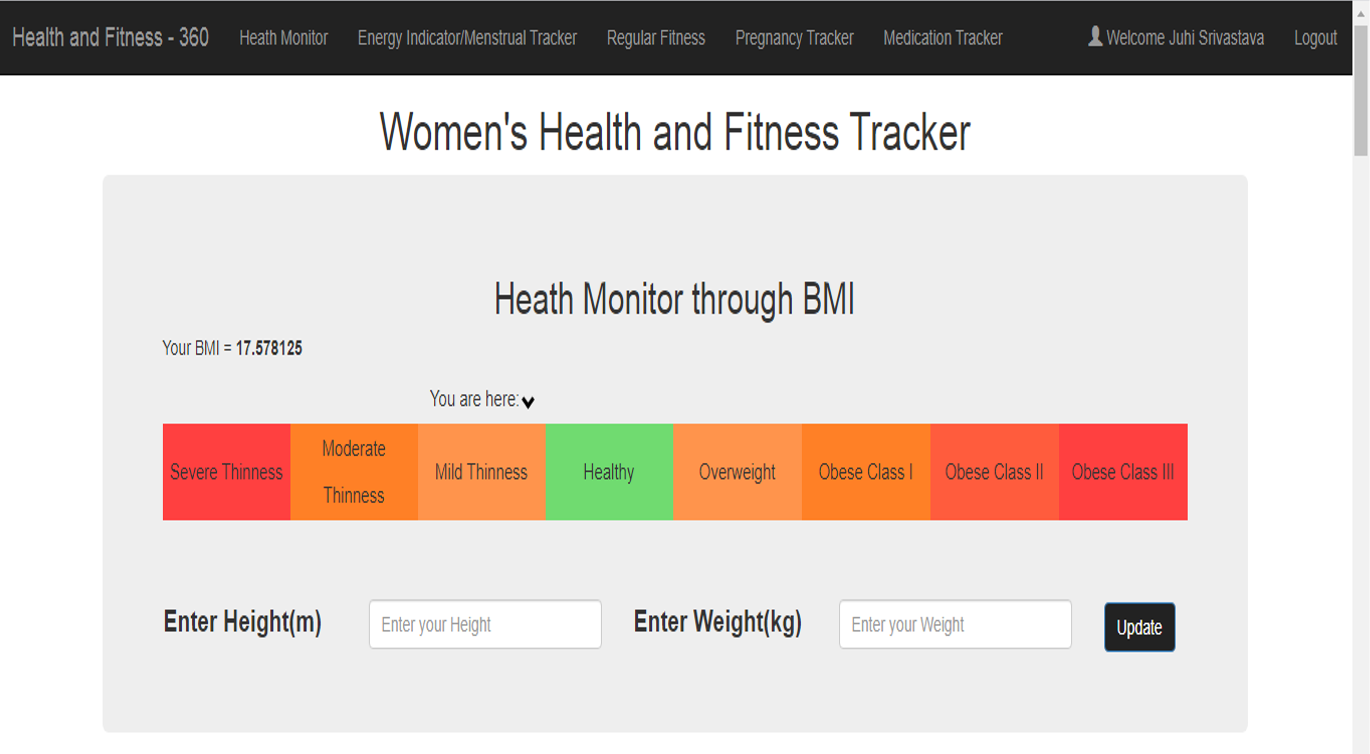 Health and Fitness - 360 Heath Monitor Energy Indicator/Menstrual Tracker Regular Fitness Pregnancy Tracker Medication Tracker Welcome Juhi Srivastava Logout
Women's Health and Fitness Tracker
Heath Monitor through BMI
Your BMI = 17.578125
You are here:
Severe Thinness
Moderate
Thinness
Mild Thinness
Healthy
Overweight
Obese Class I
Obese Class II
Obese Class III
Enter Height(m) Enter your Height Enter Weight(kg) Enter your Weight Update